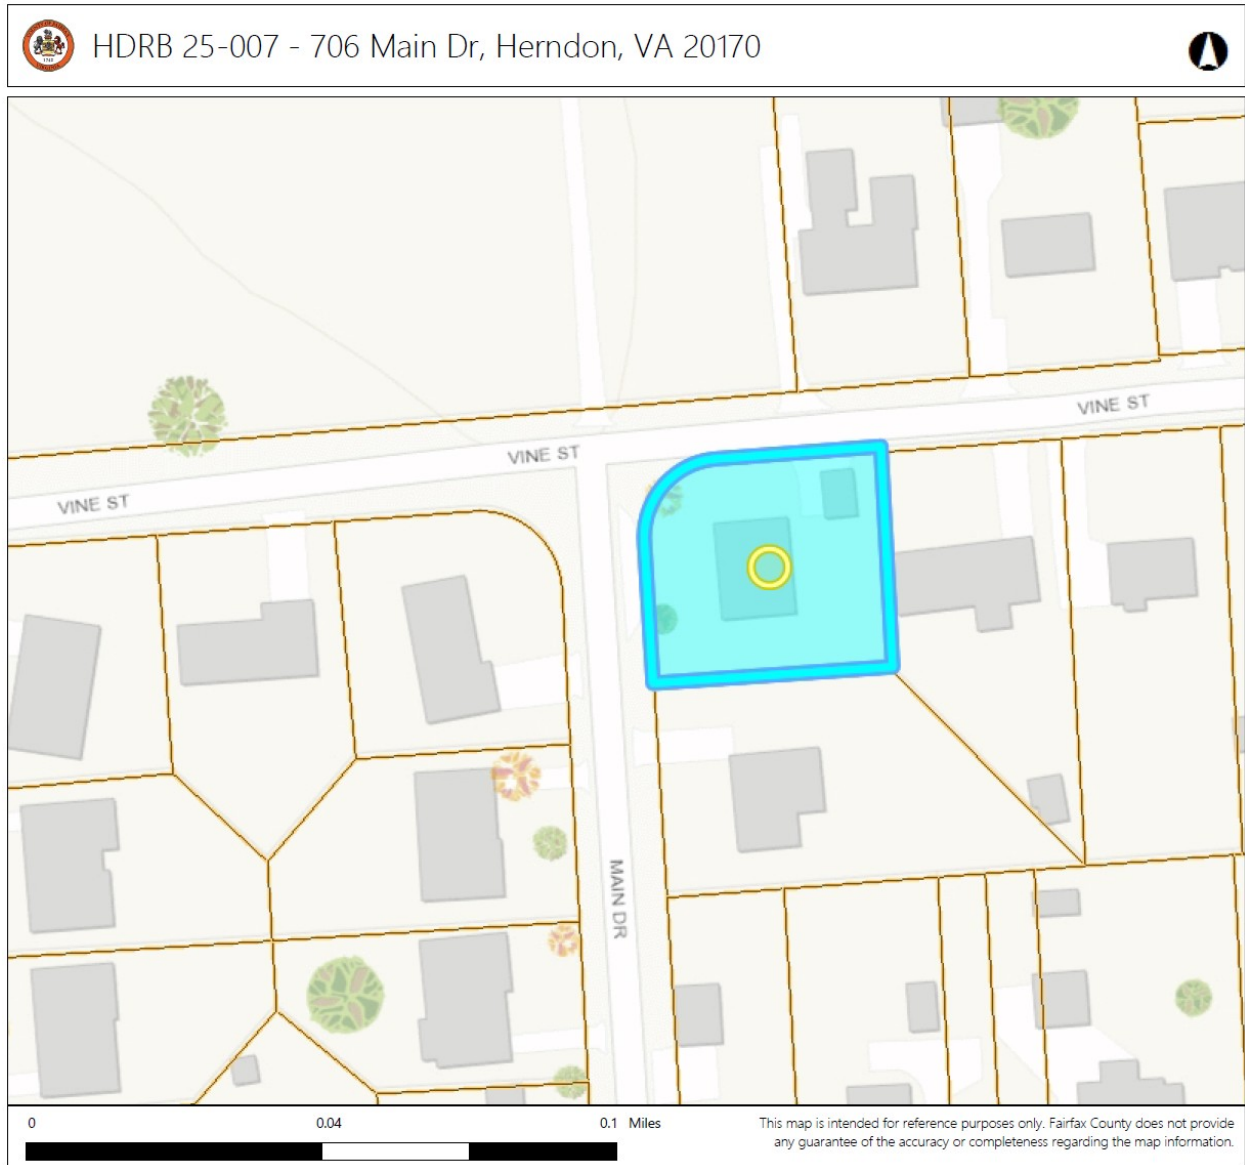 HDRB 25-007 - 706 Main Dr, Herndon, VA 20170
VINE ST
VINE ST
VINE ST
MAIN DR
0 0.04 0.1 Miles
This map is intended for reference purposes only. Fairfax County does not provide
any guarantee of the accuracy or completeness regarding the map information.